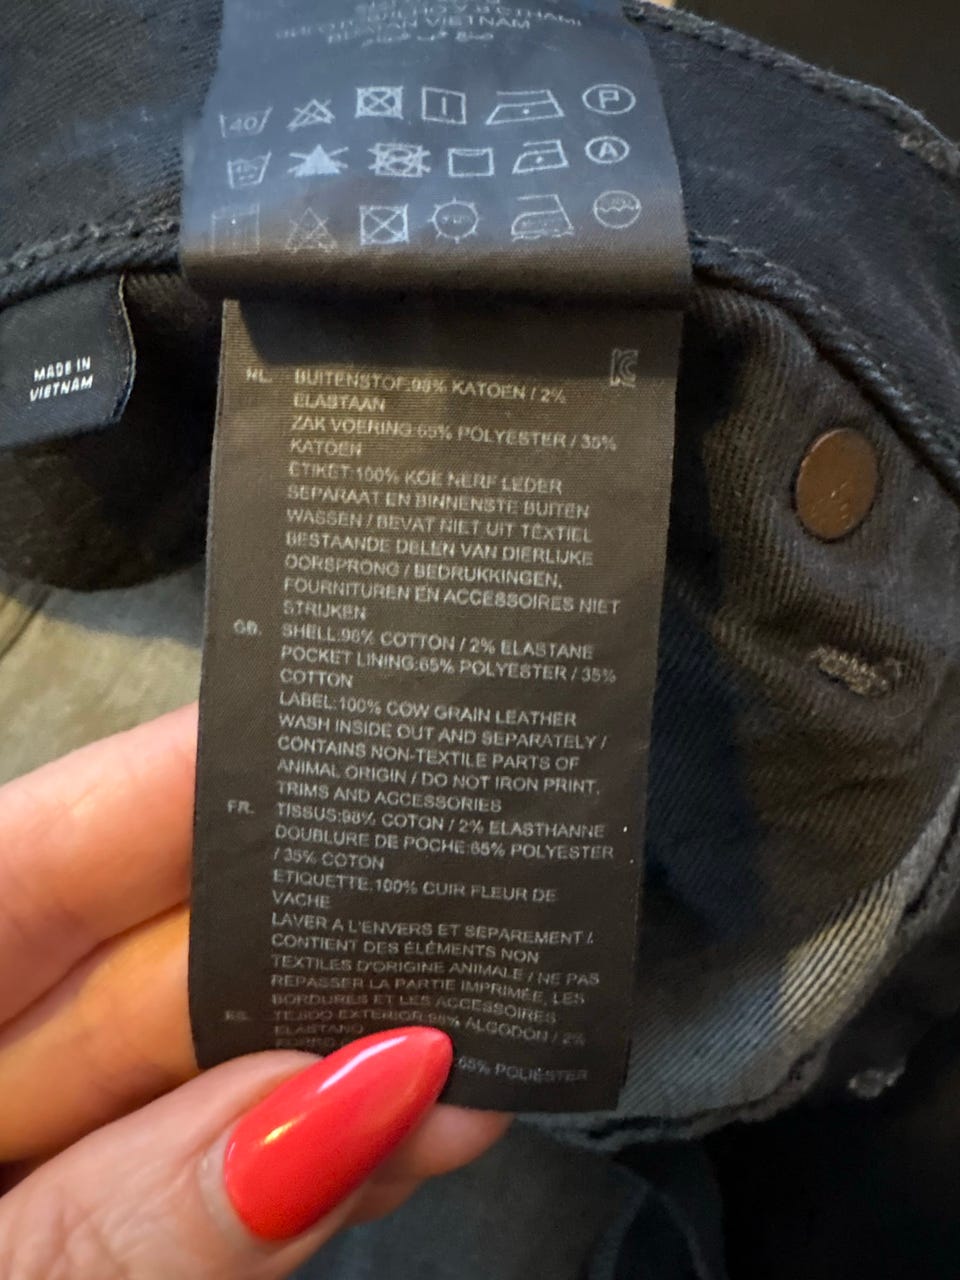 40
P
A
MADE IN
VIETNAM
NL. BUITENSTOF:98% KATOEN / 2%
ELASTAAN
ZAK VOERING:65% POLYESTER / 35%
KATOEN
ETIKET:100% KOE NERF LEDER
SEPARAAT EN BINNENSTE BUITEN
WASSEN / BEVAT NIET UIT TEXTIEL
BESTAANDE DELEN VAN DIERLIJKE
OORSPRONG / BEDRUKKINGEN,
FOURNITUREN EN ACCESSOIRES NIET
STRIJKEN
GB. SHELL:98% COTTON / 2% ELASTANE
POCKET LINING:65% POLYESTER / 35%
COTTON
LABEL:100% COW GRAIN LEATHER
WASH INSIDE OUT AND SEPARATELY /
CONTAINS NON-TEXTILE PARTS OF
ANIMAL ORIGIN / DO NOT IRON PRINT,
TRIMS AND ACCESSORIES
FR. TISSUS:98% COTON / 2% ELASTHANNE
DOUBLURE DE POCHE:65% POLYESTER
/ 35% COTON
ETIQUETTE:100% CUIR FLEUR DE
VACHE
LAVER A L'ENVERS ET SEPAREMENT /
CONTIENT DES ÉLÉMENTS NON
TEXTILES D'ORIGINE ANIMALE / NE PAS
REPASSER LA PARTIE IMPRIMÉE, LES
BORDURES ET LES ACCESSOIRES
ES. TEJIDO EXTERIOR:98% ALGODÓN / 2%
ELASTANO
65% POLIÉSTER